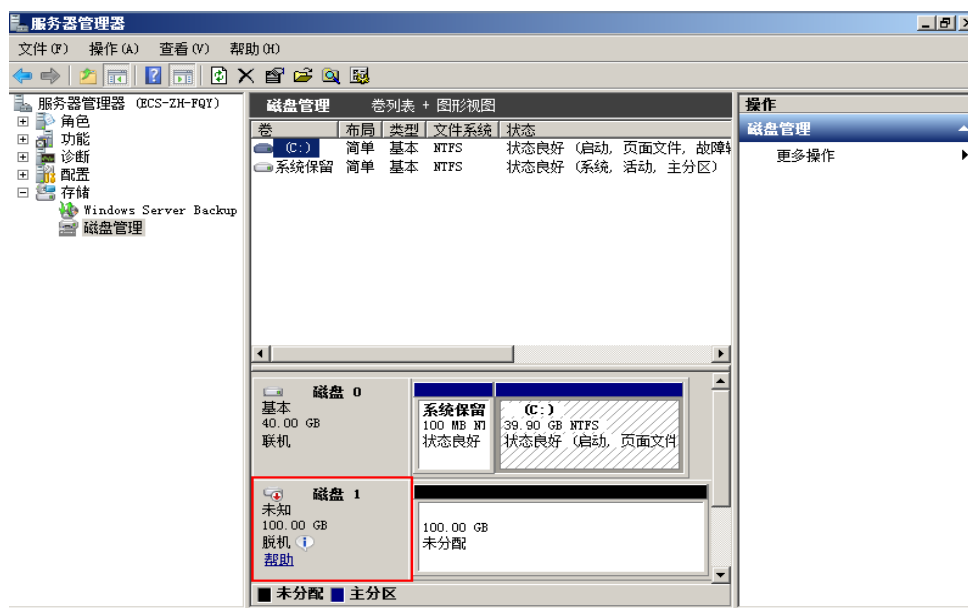 服务器管理器
文件(F) 操作(A) 查看(V) 帮助(H)
服务器管理器 (ECS-ZH-FQY)
角色
功能
诊断
配置
存储
Windows Server Backup
磁盘管理
磁盘管理 卷列表 + 图形视图
卷 布局 类型 文件系统 状态
(C:) 简单 基本 NTFS 状态良好 (启动, 页面文件, 故障
系统保留 简单 基本 NTFS 状态良好 (系统, 活动, 主分区)
磁盘 0
基本
40.00 GB
联机
系统保留
100 MB NT
状态良好
(C:)
39.90 GB NTFS
状态良好 (启动, 页面文件
磁盘 1
未知
100.00 GB
脱机
帮助
100.00 GB
未分配
未分配 主分区
操作
磁盘管理
更多操作